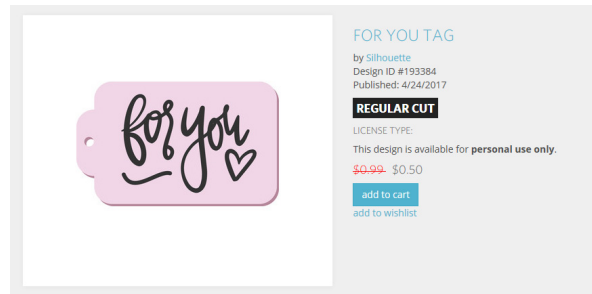 for you
FOR YOU TAG
by Silhouette
Design ID #193384
Published: 4/24/2017
REGULAR CUT
LICENSE TYPE:
This design is available for personal use only.
$0.99 $0.50
add to cart
add to wishlist